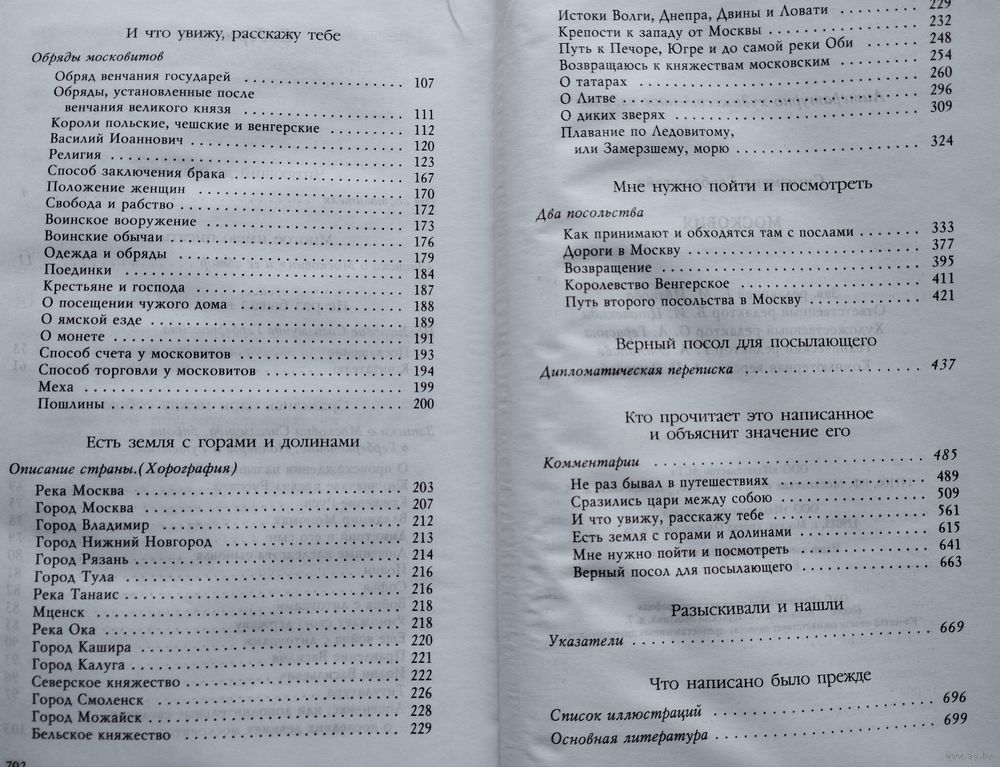 И что увижу, расскажу тебе
Обряды московитов
Обряд венчания государей 107
Обряды, установленные после
венчания великого князя 111
Короли польские, чешские и венгерские 112
Василий Иоаннович 120
Религия 123
Способ заключения брака 167
Положение женщин 170
Свобода и рабство 172
Воинское вооружение 173
Воинские обычаи 176
Одежда и обряды 179
Поединки 184
Крестьяне и господа 187
О посещении чужого дома 188
О ямской езде 189
О монете 191
Способ счета у московитов 193
Способ торговли у московитов 194
Меха 199
Пошлины 200
Есть земля с горами и долинами
Описание страны.(Хорография)
Река Москва 203
Город Москва 207
Город Владимир 212
Город Нижний Новгород 213
Город Рязань 214
Город Тула 216
Река Танаис 216
Мценск 218
Река Ока 218
Город Кашира 220
Город Калуга 221
Северское княжество 222
Город Смоленск 226
Город Можайск 228
Бельское княжество 229
702
Истоки Волги, Днепра, Двины и Ловати 229
Крепости к западу от Москвы 232
Путь к Печоре, Югре и до самой реки Оби 248
Возвращаюсь к княжествам московским 254
О татарах 260
О Литве 296
О диких зверях 309
Плавание по Ледовитому,
или Замерзшему, морю 324
Мне нужно пойти и посмотреть
Два посольства
Как принимают и обходятся там с послами 333
Дороги в Москву 377
Возвращение 395
Королевство Венгерское 411
Путь второго посольства в Москву 421
Верный посол для посылающего
Дипломатическая переписка 437
Кто прочитает это написанное
и объяснит значение его
Комментарии 485
Не раз бывал в путешествиях 489
Сразились цари между собою 509
И что увижу, расскажу тебе 561
Есть земля с горами и долинами 615
Мне нужно пойти и посмотреть 641
Верный посол для посылающего 663
Разыскивали и нашли
Указатели 669
Что написано было прежде
Список иллюстраций 696
Основная литература 699
www.ay.by